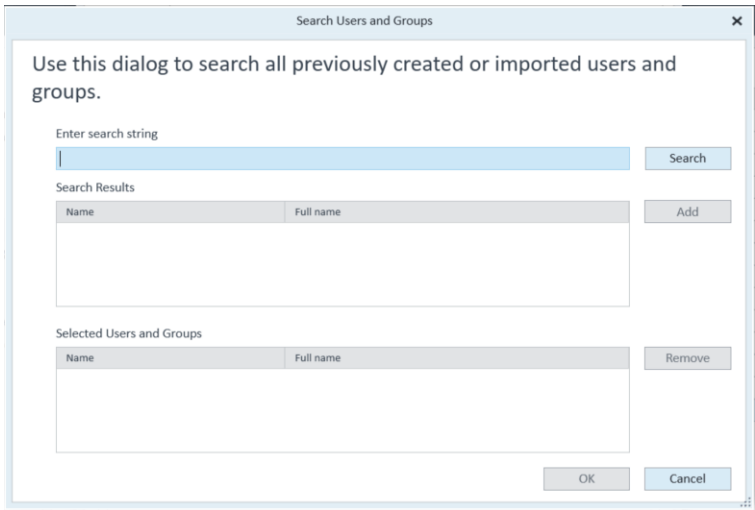 Search Users and Groups
Use this dialog to search all previously created or imported users and
groups.
Enter search string
Search
Search Results
Name Full name
Add
Selected Users and Groups
Name Full name
Remove
OK Cancel